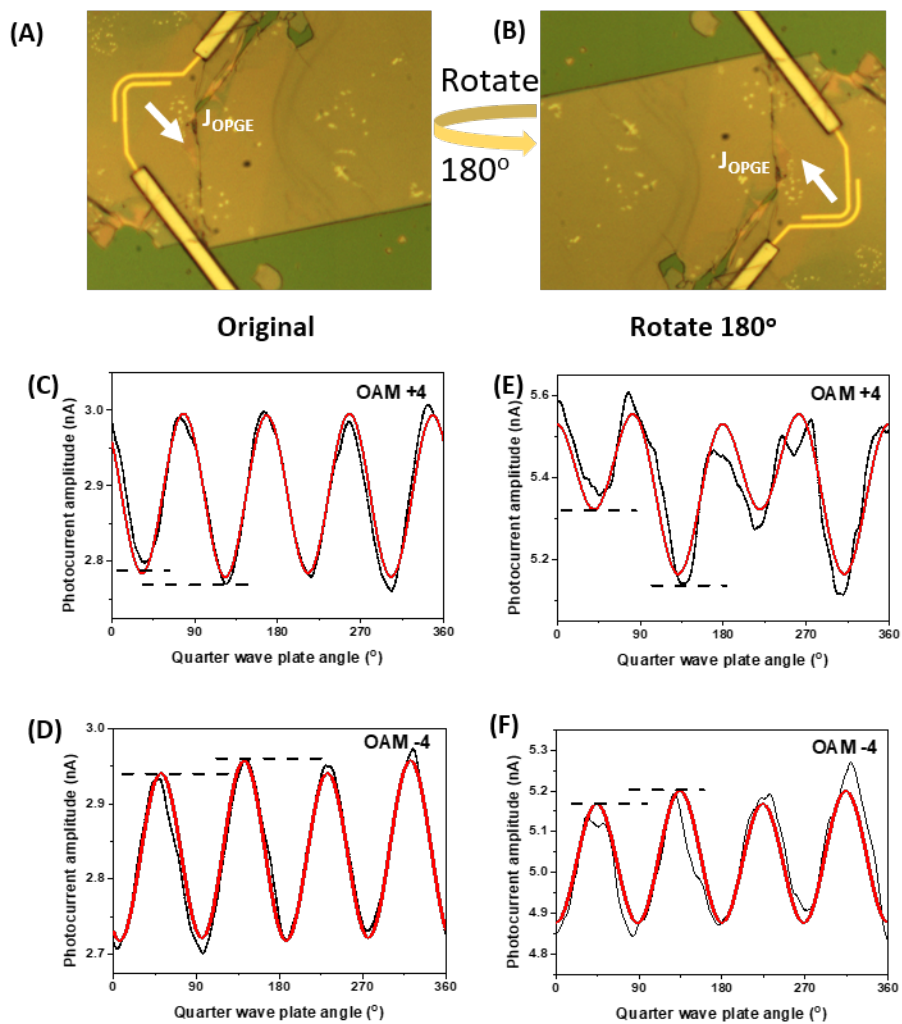 (A)
(B)
J_OPGE
Rotate
180°
J_OPGE
Original
Rotate 180°
(C)
OAM +4
Photocurrent amplitude (nA)
3.0
2.9
2.8
0 90 180 270 360
Quarter wave plate angle (°)
(E)
OAM +4
Photocurrent amplitude (nA)
5.6
5.4
5.2
0 90 180 270 360
Quarter wave plate angle (°)
(D)
OAM -4
Photocurrent amplitude (nA)
3.0
2.9
2.8
2.7
0 90 180 270 360
Quarter wave plate angle (°)
(F)
OAM -4
Photocurrent amplitude (nA)
5.3
5.2
5.1
4.9
4.8
0 90 180 270 360
Quarter wave plate angle (°)